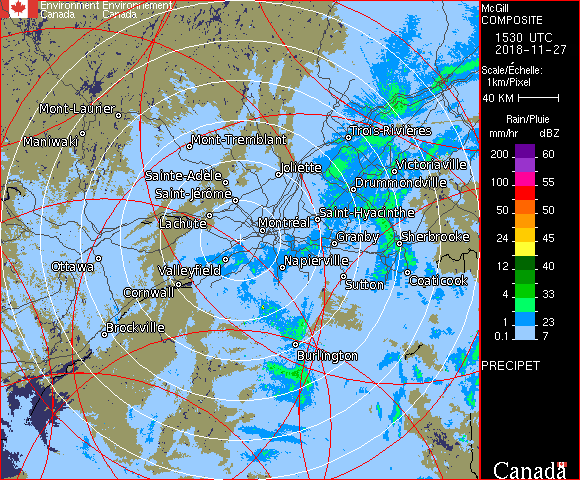 Environment Environnement
Canada Canada
McGill
COMPOSITE
1530 UTC
2018-11-27
Scale/Échelle:
1km/Pixel
40 KM
Rain/Pluie
mm/hr dBZ
200 60
100 55
50 50
24 45
12 40
4 33
2 30
1 23
0.1 7
PRECIPET
Canada
Mont-Laurier
Maniwaki
Mont-Tremblant
Trois-Rivières
Joliette
Victoriaville
Sainte-Adèle
Drummondville
Saint-Jérôme
Saint-Hyacinthe
Lachute
Montréal
Granby
Sherbrooke
Ottawa
Valleyfield
Napierville
Coaticook
Sutton
Cornwall
Brockville
Burlington